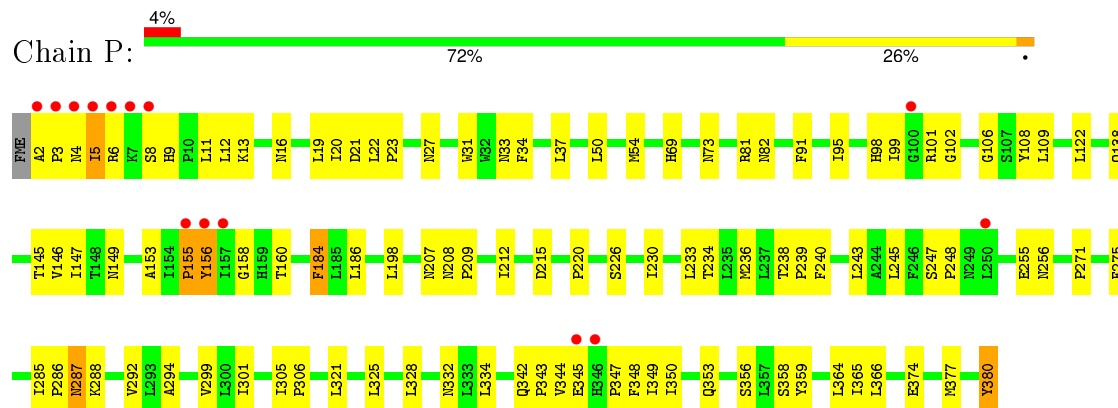 4%
Chain P:
72% 26% .
FME A2 P3 N4 I5 R6 K7 S8 H9 P10 L11 L12 K13 N16 L19 I20 D21 L22 P23 N27 W31 W32 N33 F34 L37 L50 M54 H69 N73 R81 N82 F91 I95 H98 I99 G100 R101 G102 G106 S107 Y108 L109 L122 Q138
T145 V146 I147 T148 N149 A153 I154 P155 Y156 I157 G158 H159 T160 F184 L185 L186 L198 N207 N208 P209 I212 D215 P220 S226 I230 L233 T234 L235 M236 L237 T238 P239 F240 L243 A244 L245 F246 S247 P248 N249 L250 E255 N256 P271
I285 P286 N287 K288 V292 L293 A294 V299 L300 I301 I305 P306 L321 L325 L328 N332 L333 L334 Q342 P343 V344 E345 H346 P347 F348 I349 I350 Q353 S356 L357 S358 Y359 L364 I365 L366 E374 M377 Y380